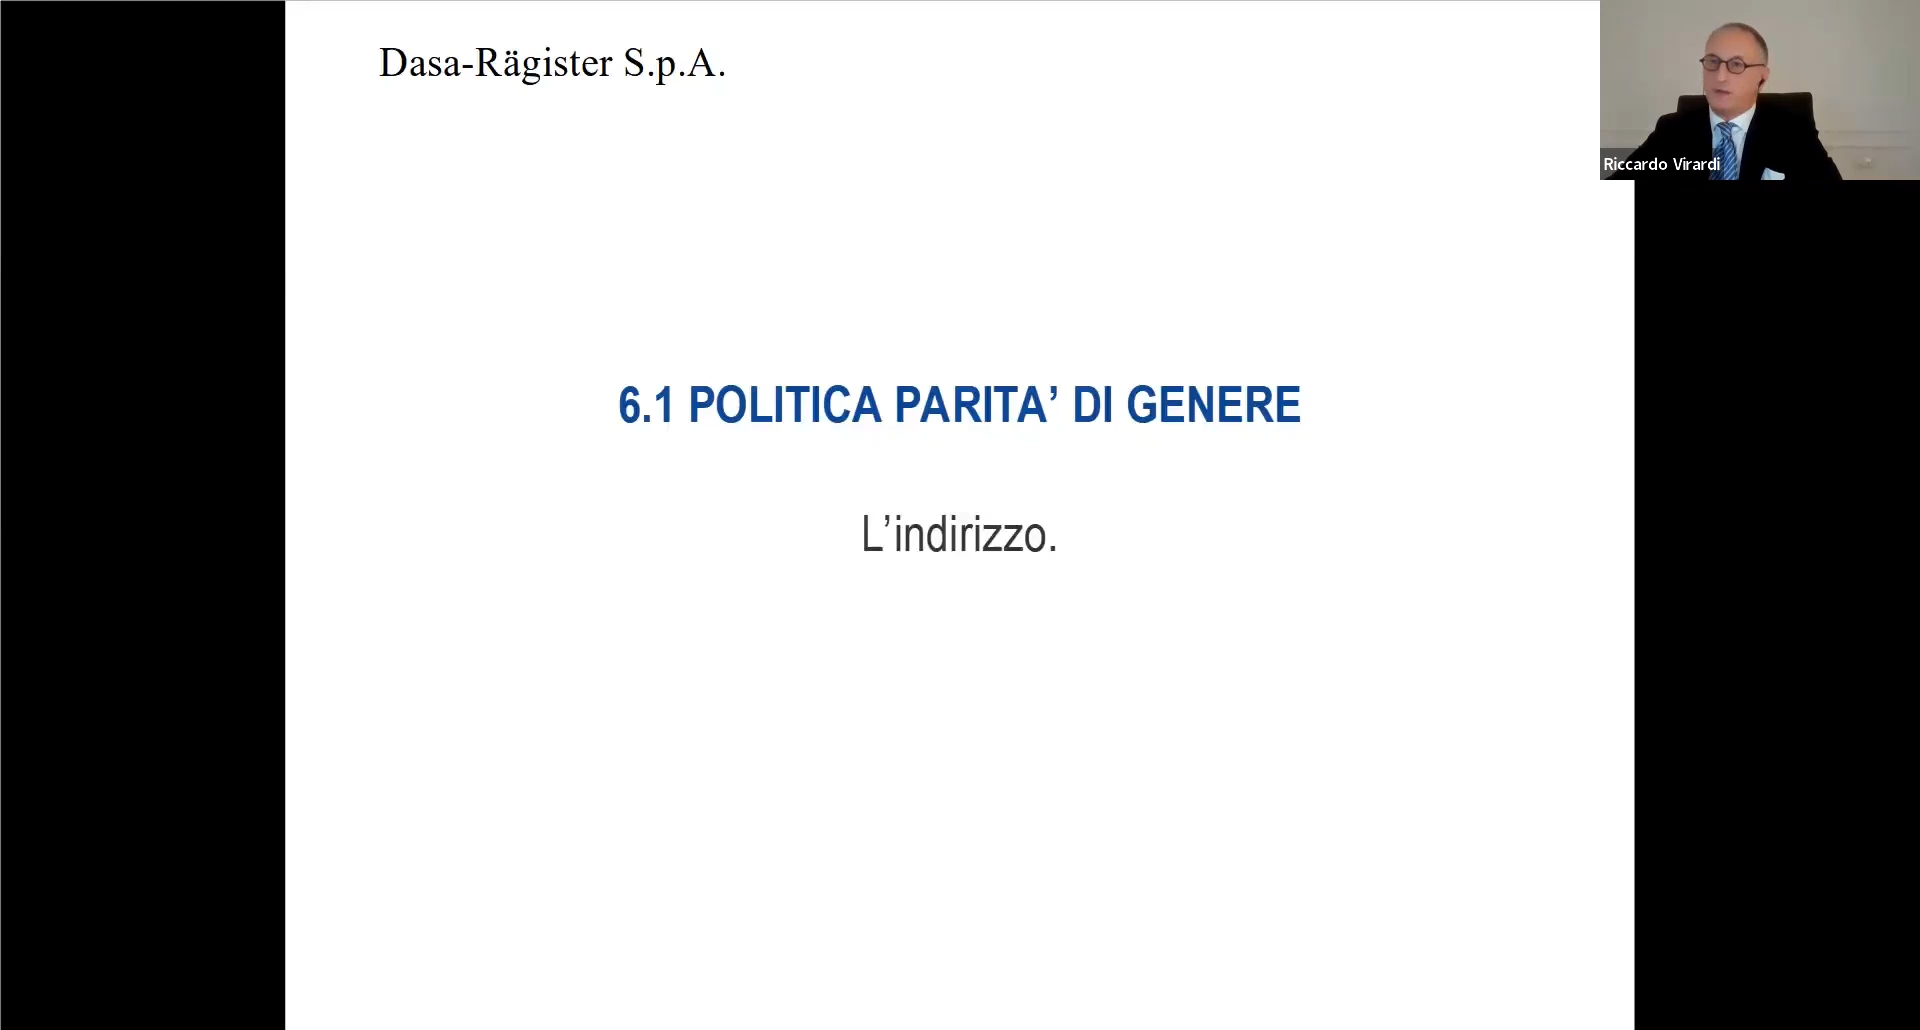 Dasa-Rägister S.p.A.
Riccardo Virardi
6.1 POLITICA PARITA’ DI GENERE
L’indirizzo.